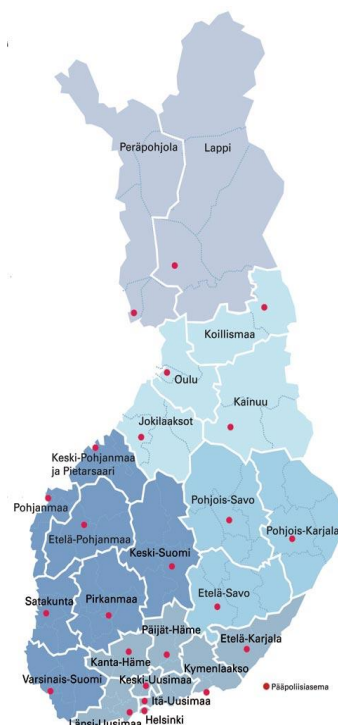 Peräpohjola
Lappi
Koillismaa
Oulu
Kainuu
Jokilaaksot
Keski-Pohjanmaa
ja Pietarsaari
Pohjois-Savo
Pohjanmaa
Pohjois-Karjala
Etelä-Pohjanmaa
Keski-Suomi
Etelä-Savo
Satakunta
Pirkanmaa
Päijät-Häme
Etelä-Karjala
Kanta-Häme
Kymenlaakso
Varsinais-Suomi
Keski-Uusimaa
Pääpoliisiasema
Itä-Uusimaa
Länsi-Uusimaa
Helsinki